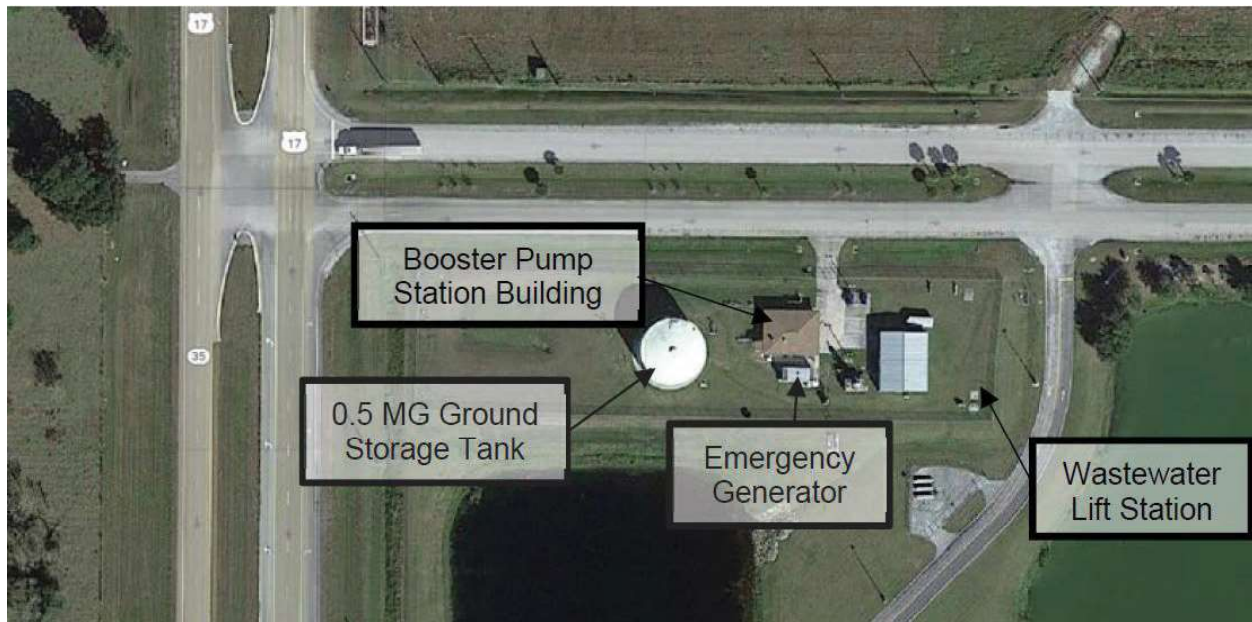 17
17
Booster Pump
Station Building
35
0.5 MG Ground
Storage Tank
Emergency
Generator
Wastewater
Lift Station